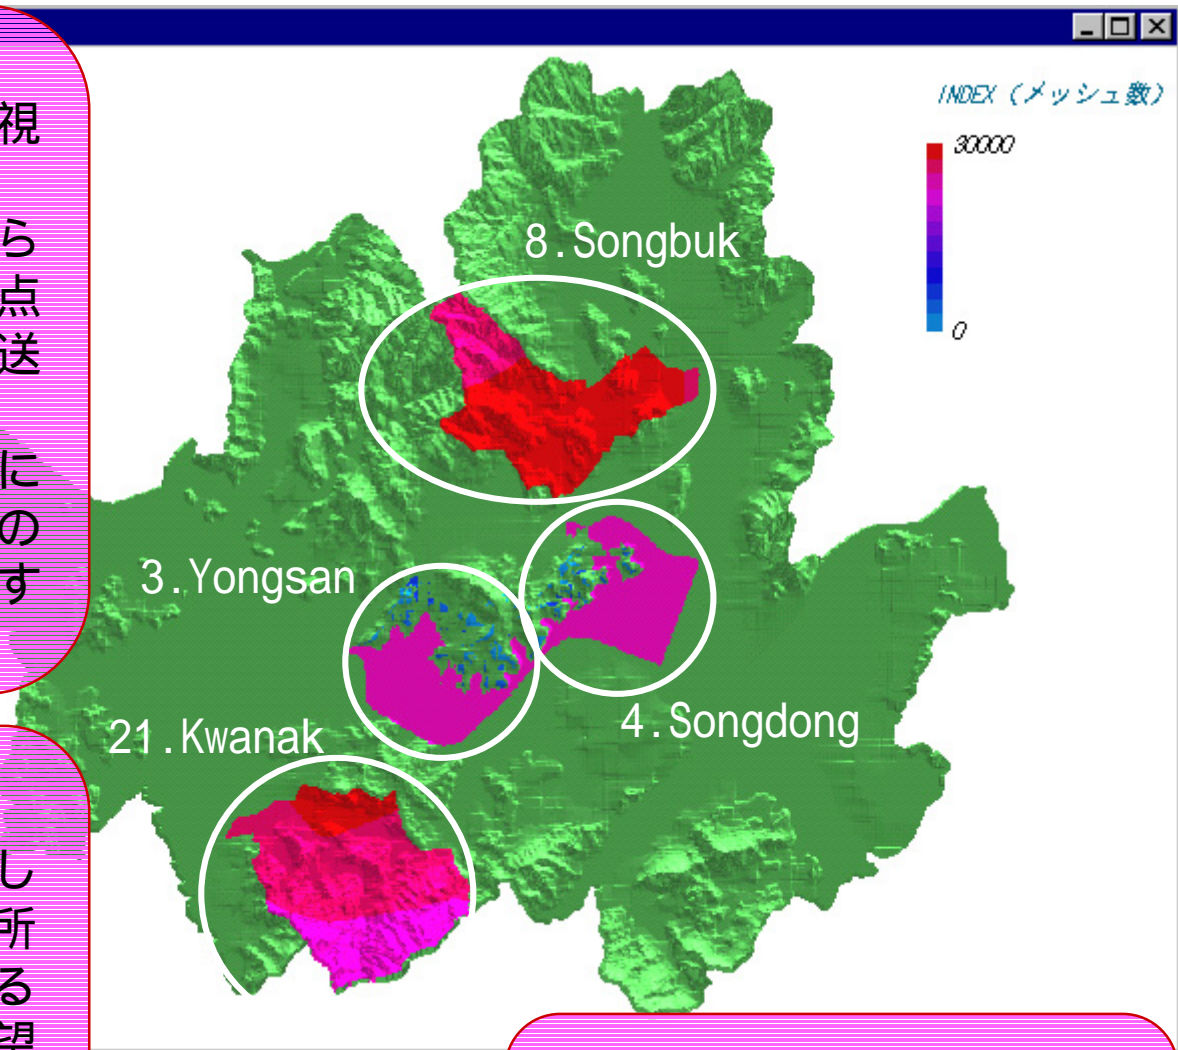 視
ら
点
送
に
の
す
し
所
る
望
INDEX (メッシュ数)
30000
0
8.Songbuk
3.Yongsan
4.Songdong
21.Kwanak